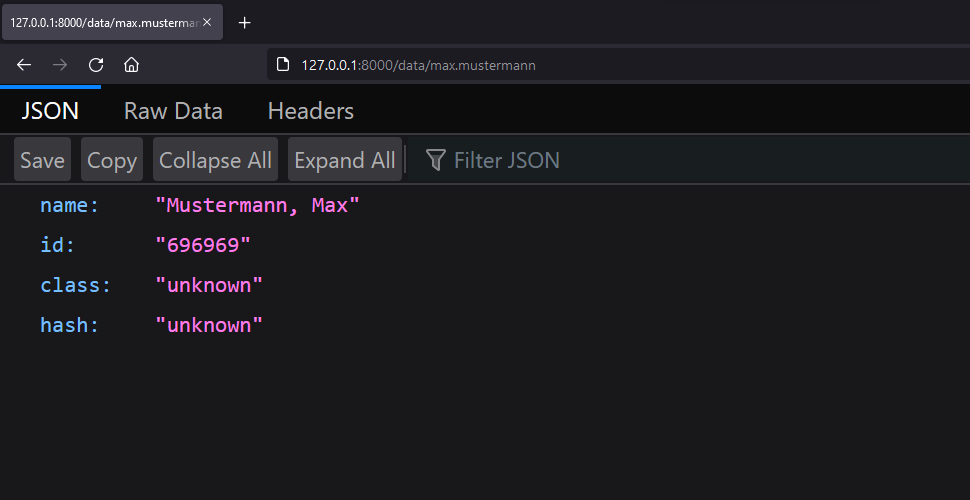 127.0.0.1:8000/data/max.musterman
127.0.0.1:8000/data/max.mustermann
JSON Raw Data Headers
Save Copy Collapse All Expand All Filter JSON
name: "Mustermann, Max"
id: "696969"
class: "unknown"
hash: "unknown"